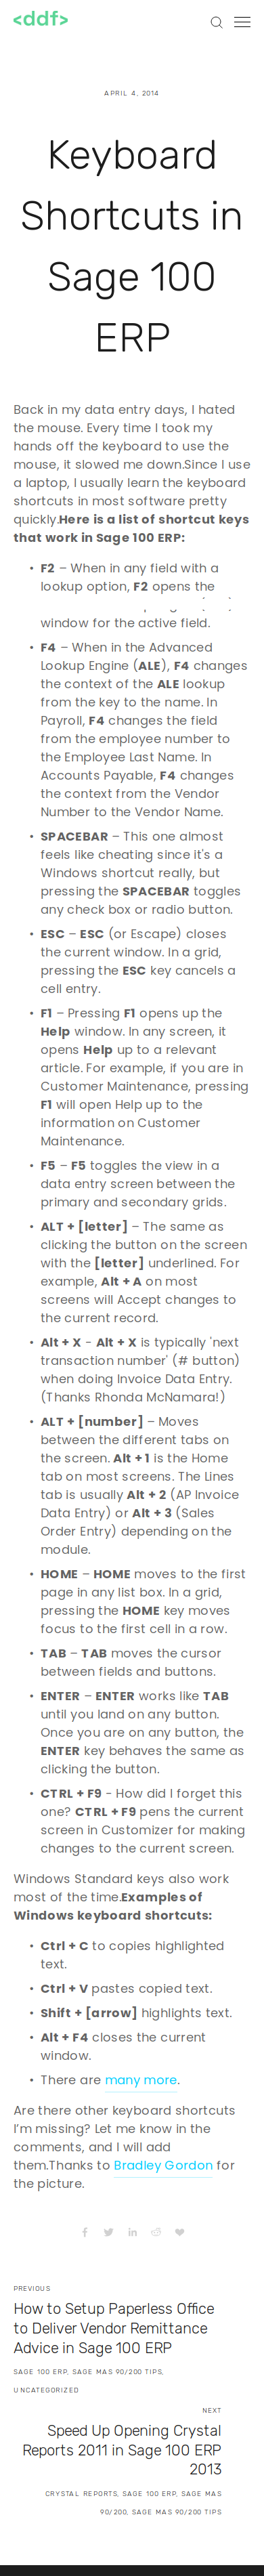 <ddf>
APRIL 4, 2014
Keyboard
Shortcuts in
Sage 100
ERP
Back in my data entry days, I hated
the mouse. Every time I took my
hands off the keyboard to use the
mouse, it slowed me down.Since I use
a laptop, I usually learn the keyboard
shortcuts in most software pretty
quickly.Here is a list of shortcut keys
that work in Sage 100 ERP:
• F2 – When in any field with a
lookup option, F2 opens the
window for the active field.
• F4 – When in the Advanced
Lookup Engine (ALE), F4 changes
the context of the ALE lookup
from the key to the name. In
Payroll, F4 changes the field
from the employee number to
the Employee Last Name. In
Accounts Payable, F4 changes
the context from the Vendor
Number to the Vendor Name.
• SPACEBAR – This one almost
feels like cheating since it's a
Windows shortcut really, but
pressing the SPACEBAR toggles
any check box or radio button.
• ESC – ESC (or Escape) closes
the current window. In a grid,
pressing the ESC key cancels a
cell entry.
• F1 – Pressing F1 opens up the
Help window. In any screen, it
opens Help up to a relevant
article. For example, if you are in
Customer Maintenance, pressing
F1 will open Help up to the
information on Customer
Maintenance.
• F5 – F5 toggles the view in a
data entry screen between the
primary and secondary grids.
• ALT + [letter] – The same as
clicking the button on the screen
with the [letter] underlined. For
example, Alt + A on most
screens will Accept changes to
the current record.
• Alt + X - Alt + X is typically 'next
transaction number' (# button)
when doing Invoice Data Entry.
(Thanks Rhonda McNamara!)
• ALT + [number] – Moves
between the different tabs on
the screen. Alt + 1 is the Home
tab on most screens. The Lines
tab is usually Alt + 2 (AP Invoice
Data Entry) or Alt + 3 (Sales
Order Entry) depending on the
module.
• HOME – HOME moves to the first
page in any list box. In a grid,
pressing the HOME key moves
focus to the first cell in a row.
• TAB – TAB moves the cursor
between fields and buttons.
• ENTER – ENTER works like TAB
until you land on any button.
Once you are on any button, the
ENTER key behaves the same as
clicking the button.
• CTRL + F9 - How did I forget this
one? CTRL + F9 pens the current
screen in Customizer for making
changes to the current screen.
Windows Standard keys also work
most of the time.Examples of
Windows keyboard shortcuts:
• Ctrl + C to copies highlighted
text.
• Ctrl + V pastes copied text.
• Shift + [arrow] highlights text.
• Alt + F4 closes the current
window.
• There are many more.
Are there other keyboard shortcuts
I’m missing? Let me know in the
comments, and I will add
them.Thanks to Bradley Gordon for
the picture.
PREVIOUS
How to Setup Paperless Office
to Deliver Vendor Remittance
Advice in Sage 100 ERP
SAGE 100 ERP, SAGE MAS 90/200 TIPS,
UNCATEGORIZED
NEXT
Speed Up Opening Crystal
Reports 2011 in Sage 100 ERP
2013
CRYSTAL REPORTS, SAGE 100 ERP, SAGE MAS
90/200, SAGE MAS 90/200 TIPS